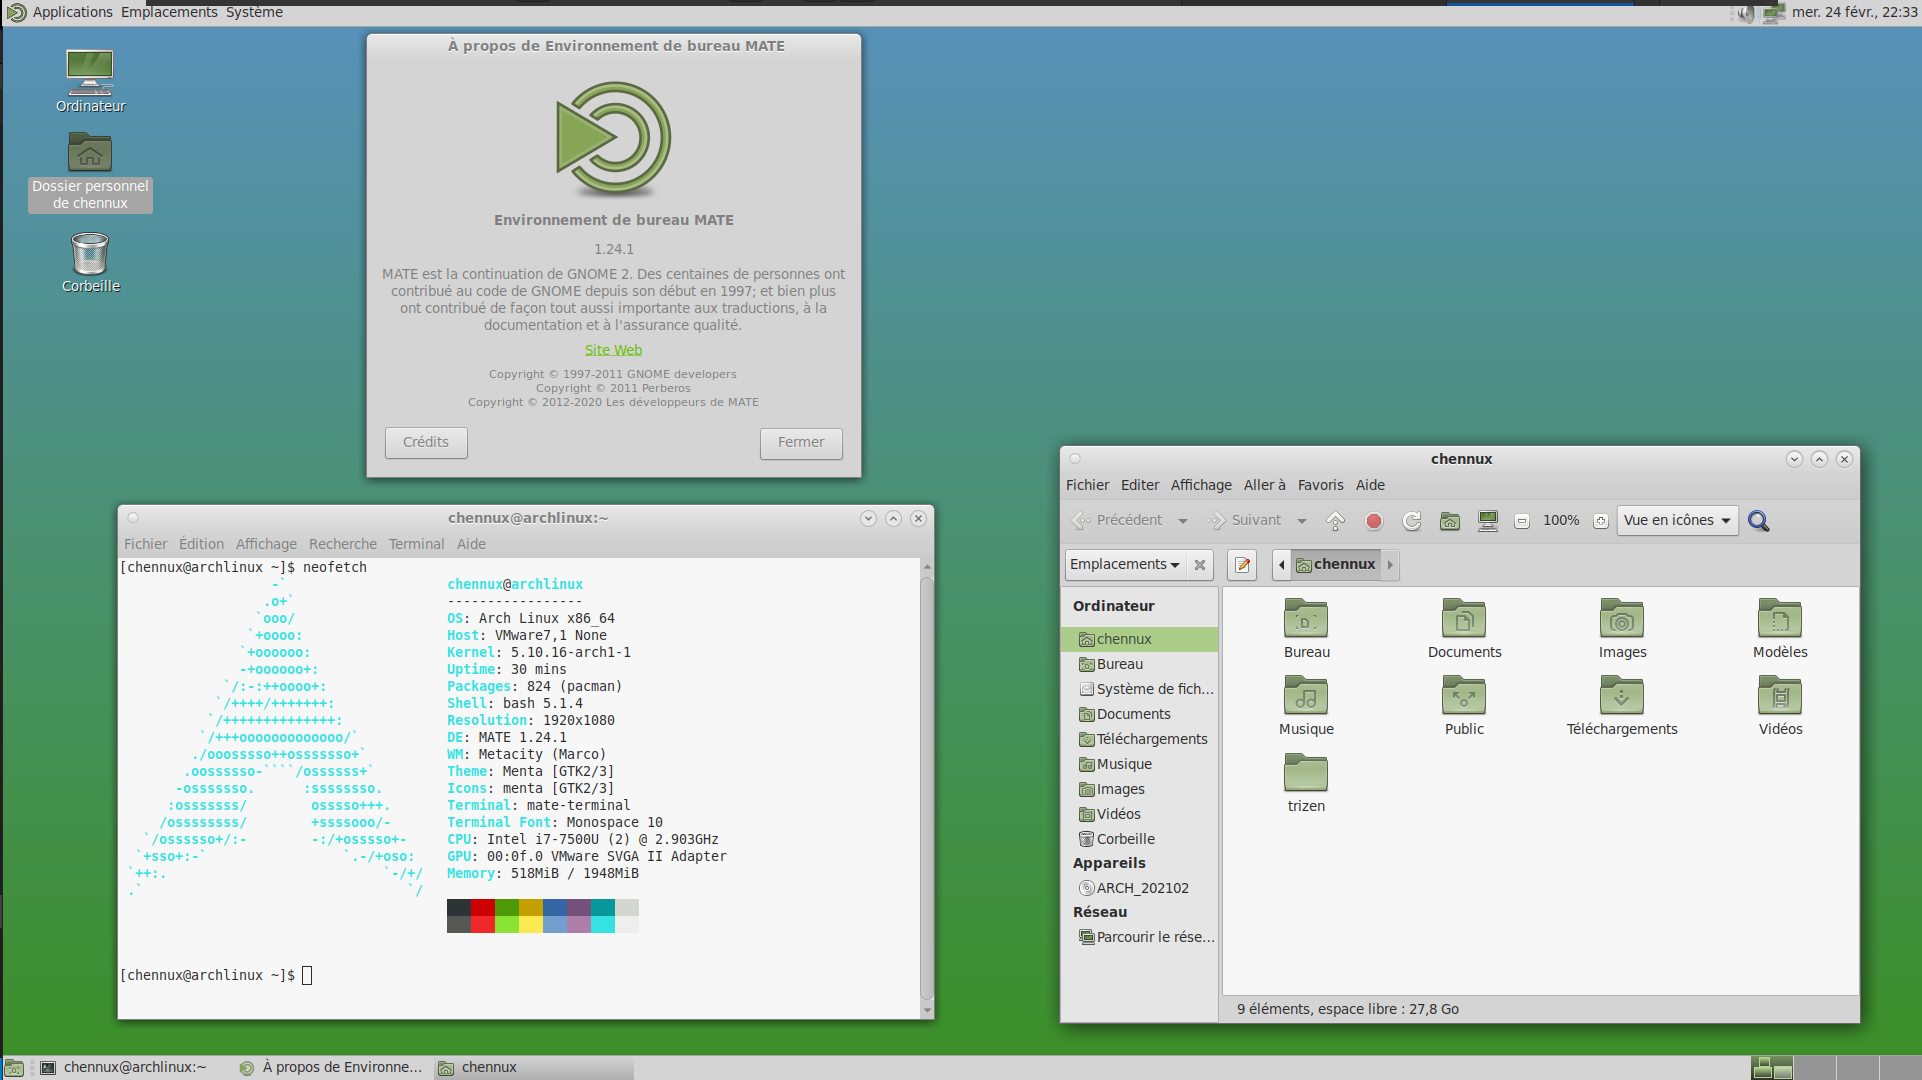 Applications Emplacements Système
mer. 24 févr., 22:33
Ordinateur
Dossier personnel
de chennux
Corbeille
À propos de Environnement de bureau MATE
Environnement de bureau MATE
1.24.1
MATE est la continuation de GNOME 2. Des centaines de personnes ont
contribué au code de GNOME depuis son début en 1997; et bien plus
ont contribué de façon tout aussi importante aux traductions, à la
documentation et à l'assurance qualité.
Site Web
Copyright © 1997-2011 GNOME developers
Copyright © 2011 Perberos
Copyright © 2012-2020 Les développeurs de MATE
Crédits
Fermer
chennux@archlinux:~
Fichier Édition Affichage Recherche Terminal Aide
[chennux@archlinux ~]$ neofetch
chennux@archlinux
-----------------
OS: Arch Linux x86_64
Host: VMware7,1 None
Kernel: 5.10.16-arch1-1
Uptime: 30 mins
Packages: 824 (pacman)
Shell: bash 5.1.4
Resolution: 1920x1080
DE: MATE 1.24.1
WM: Metacity (Marco)
Theme: Menta [GTK2/3]
Icons: menta [GTK2/3]
Terminal: mate-terminal
Terminal Font: Monospace 10
CPU: Intel i7-7500U (2) @ 2.903GHz
GPU: 00:0f.0 VMware SVGA II Adapter
Memory: 518MiB / 1948MiB
[chennux@archlinux ~]$
chennux
Fichier Editer Affichage Aller à Favoris Aide
Précédent Suivant 100% Vue en icônes
Emplacements chennux
Ordinateur
chennux
Bureau
Système de fich...
Documents
Téléchargements
Musique
Images
Vidéos
Corbeille
Appareils
ARCH_202102
Réseau
Parcourir le rése...
Bureau Documents Images Modèles
Musique Public Téléchargements Vidéos
trizen
9 éléments, espace libre : 27,8 Go
chennux@archlinux:~ À propos de Environne... chennux